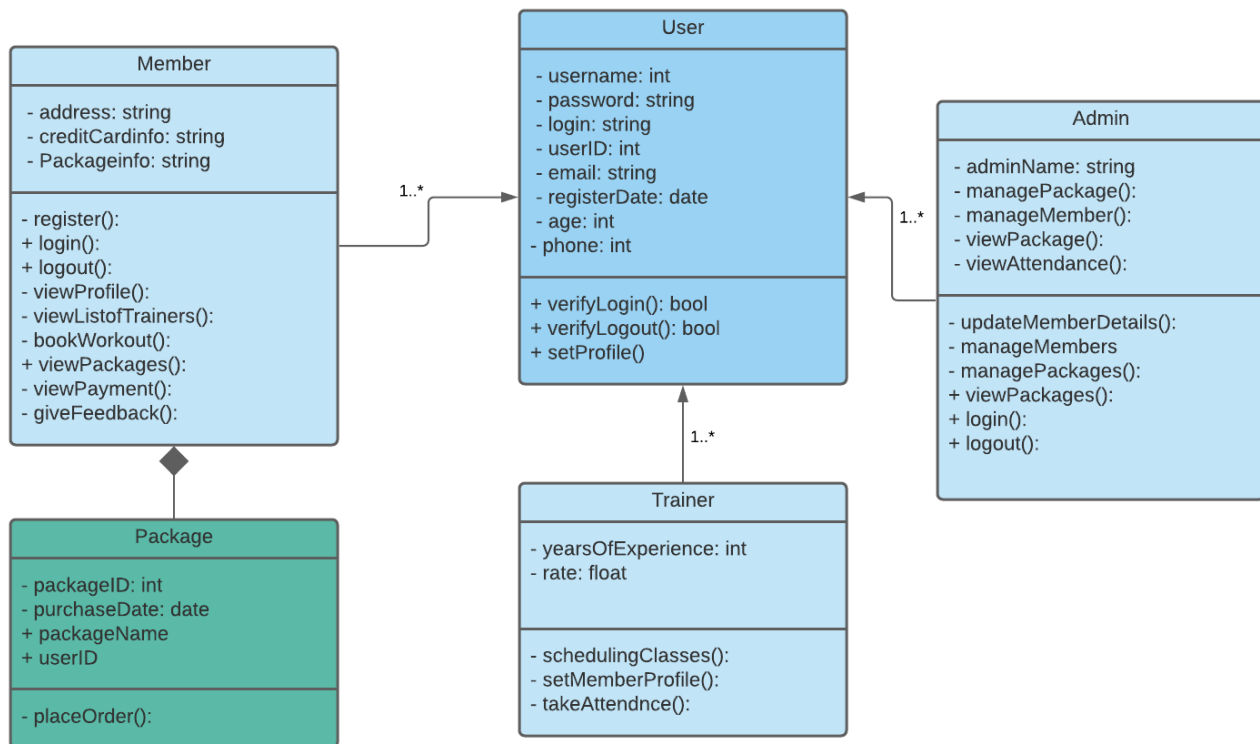 Member
- address: string
- creditCardinfo: string
- Packageinfo: string
- register():
+ login():
+ logout():
- viewProfile():
- viewListofTrainers():
- bookWorkout():
+ viewPackages():
- viewPayment():
- giveFeedback():
1..*
User
- username: int
- password: string
- login: string
- userID: int
- email: string
- registerDate: date
- age: int
- phone: int
+ verifyLogin(): bool
+ verifyLogout(): bool
+ setProfile()
1..*
Admin
- adminName: string
- managePackage():
- manageMember():
- viewPackage():
- viewAttendance():
- updateMemberDetails():
- manageMembers
- managePackages():
+ viewPackages():
+ login():
+ logout():
1..*
Package
- packageID: int
- purchaseDate: date
+ packageName
+ userID
- placeOrder():
Trainer
- yearsOfExperience: int
- rate: float
- schedulingClasses():
- setMemberProfile():
- takeAttendnce():